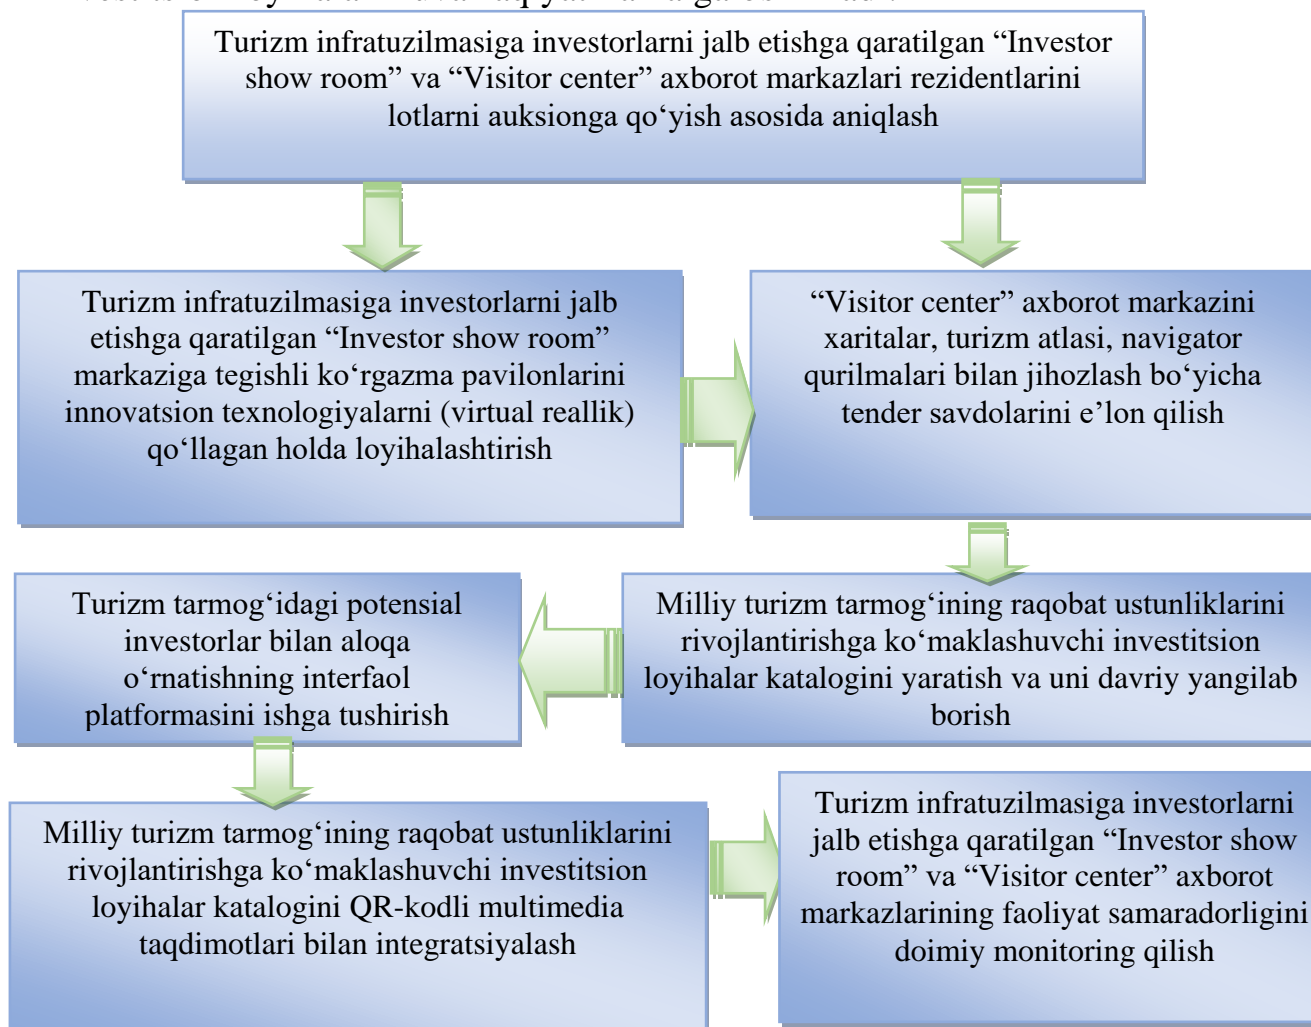 Turizm infratuzilmasiga investorlarni jalb etishga qaratilgan “Investor
show room” va “Visitor center” axborot markazlari rezidentlarini
lotlarni auksionga qo‘yish asosida aniqlash
Turizm infratuzilmasiga investorlarni jalb
etishga qaratilgan “Investor show room”
markaziga tegishli ko‘rgazma pavilonlarini
innovatsion texnologiyalarni (virtual reallik)
qo‘llagan holda loyihalashtirish
“Visitor center” axborot markazini
xaritalar, turizm atlasi, navigator
qurilmalari bilan jihozlash bo‘yicha
tender savdolarini e’lon qilish
Milliy turizm tarmog‘ining raqobat ustunliklarini
rivojlantirishga ko‘maklashuvchi investitsion
loyihalar katalogini yaratish va uni davriy yangilab
borish
Turizm tarmog‘idagi potensial
investorlar bilan aloqa
o‘rnatishning interfaol
platformasini ishga tushirish
Milliy turizm tarmog‘ining raqobat ustunliklarini
rivojlantirishga ko‘maklashuvchi investitsion
loyihalar katalogini QR-kodli multimedia
taqdimotlari bilan integratsiyalash
Turizm infratuzilmasiga investorlarni
jalb etishga qaratilgan “Investor show
room” va “Visitor center” axborot
markazlarining faoliyat samaradorligini
doimiy monitoring qilish